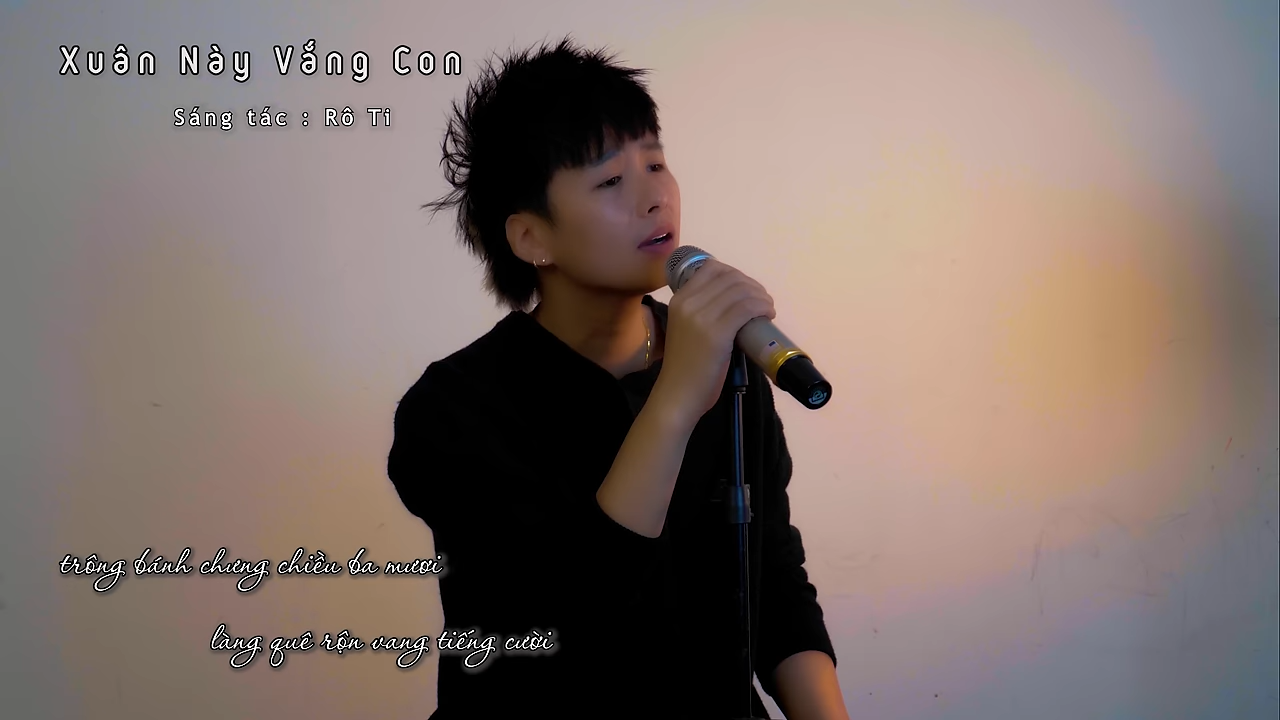 Xuân Này Vắng Con
Sáng tác : Rô Ti
trông bánh chưng chiều ba mươi
làng quê rộn vang tiếng cười